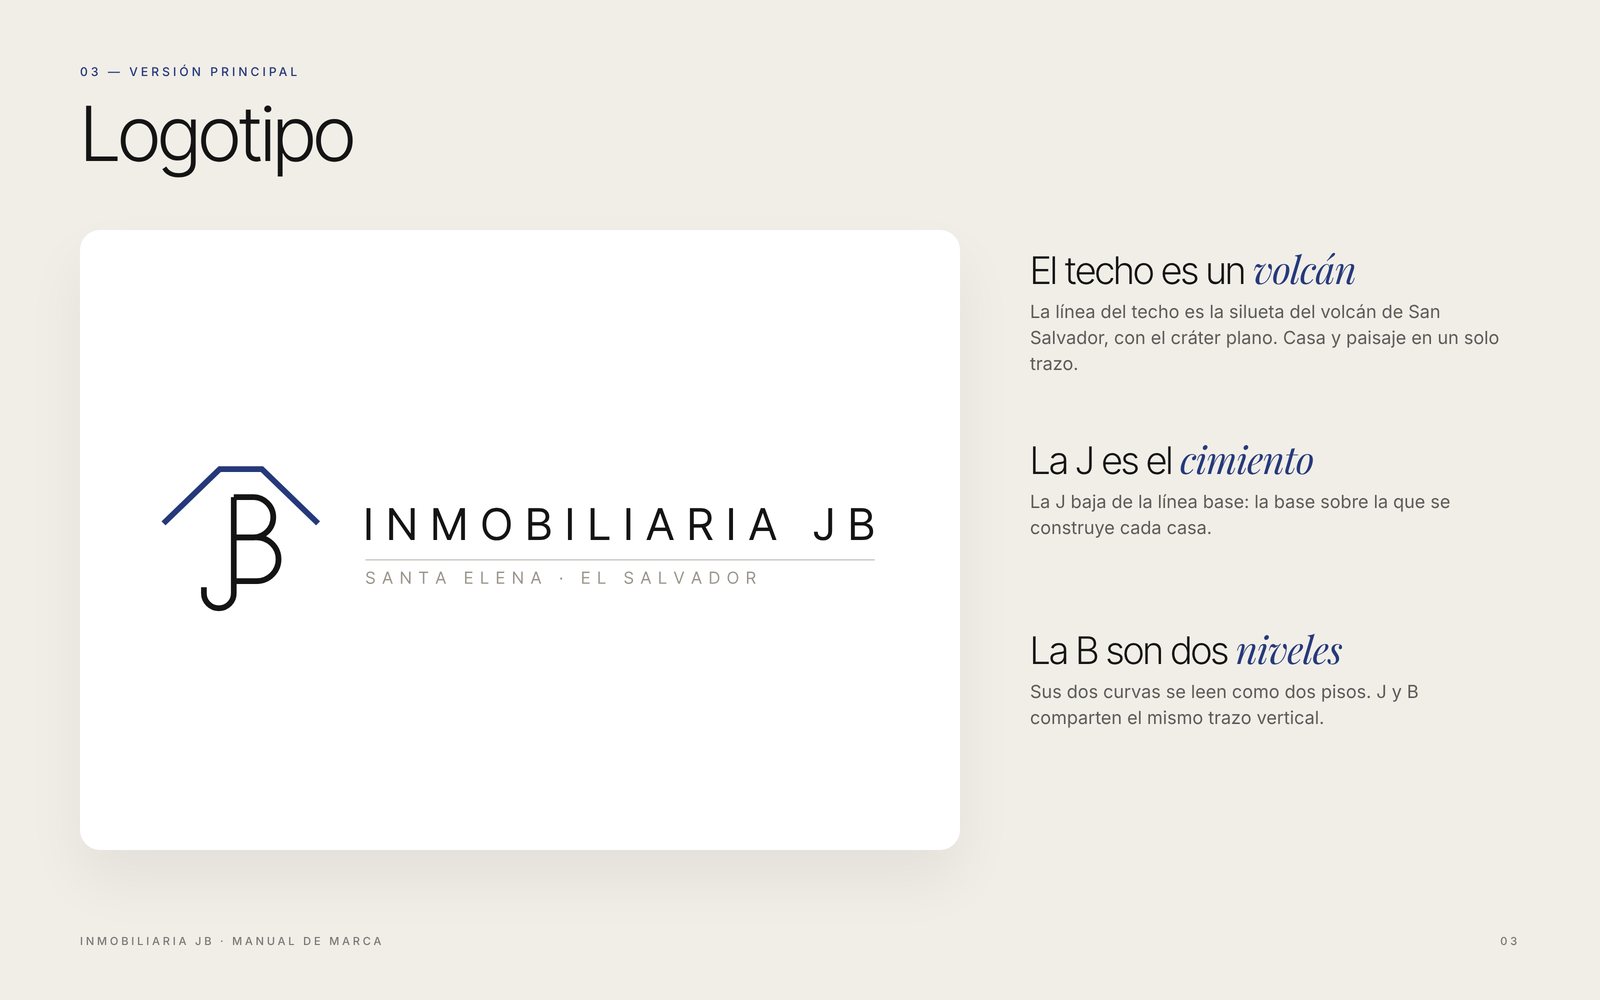 03 — VERSIÓN PRINCIPAL
Logotipo
JB
INMOBILIARIA JB
SANTA ELENA · EL SALVADOR
El techo es un volcán
La línea del techo es la silueta del volcán de San
Salvador, con el cráter plano. Casa y paisaje en un solo
trazo.
La J es el cimiento
La J baja de la línea base: la base sobre la que se
construye cada casa.
La B son dos niveles
Sus dos curvas se leen como dos pisos. J y B
comparten el mismo trazo vertical.
INMOBILIARIA JB · MANUAL DE MARCA
03